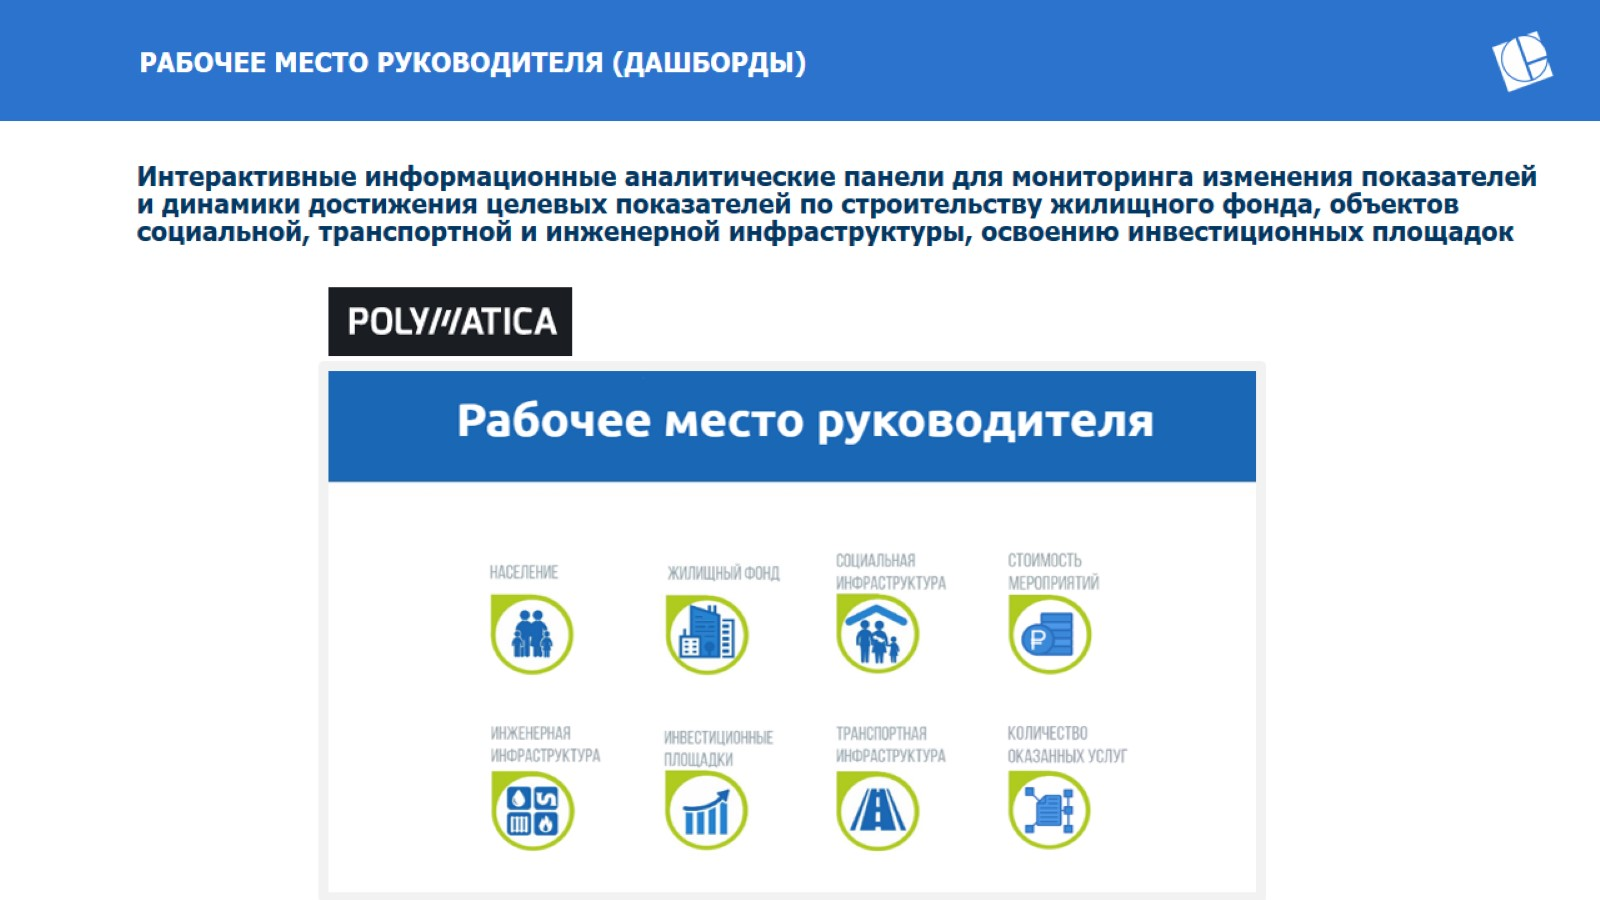 РАБОЧЕЕ МЕСТО РУКОВОДИТЕЛЯ (ДАШБОРДЫ)
Интерактивные информационные аналитические панели для мониторинга изменения показателей
и динамики достижения целевых показателей по строительству жилищного фонда, объектов
социальной, транспортной и инженерной инфраструктуры, освоению инвестиционных площадок
POLYMATICA
Рабочее место руководителя
НАСЕЛЕНИЕ
ЖИЛИЩНЫЙ ФОНД
СОЦИАЛЬНАЯ
ИНФРАСТРУКТУРА
СТОИМОСТЬ
МЕРОПРИЯТИЙ
ИНЖЕНЕРНАЯ
ИНФРАСТРУКТУРА
ИНВЕСТИЦИОННЫЕ
ПЛОЩАДКИ
ТРАНСПОРТНАЯ
ИНФРАСТРУКТУРА
КОЛИЧЕСТВО
ОКАЗАННЫХ УСЛУГ